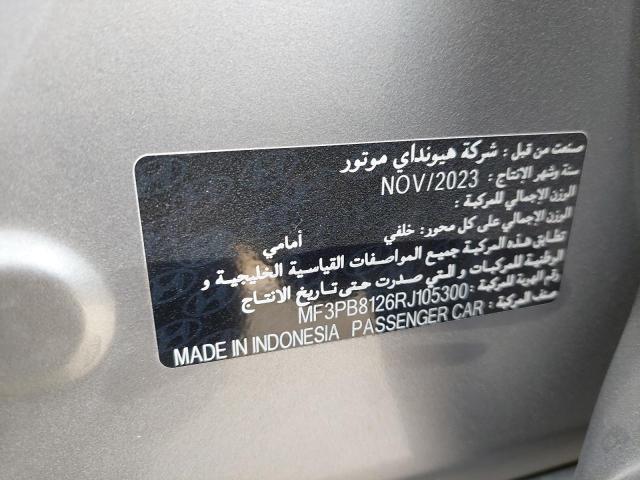 صنعت من قبل : شركة هيونداي موتور
سنة وشهر الإنتاج : NOV/2023
الوزن الإجمالي للمركبة :
الوزن الإجمالي على كل محور: خلفي أمامي
تطابق هذه المركبة جميع المواصفات القياسية الخليجية و
الوطنية للمركبات و التي صدرت حتى تاريخ الانتاج
رقم الهوية المركبة : MF3PB8126RJ105300
صنف المركبة : PASSENGER CAR MADE IN INDONESIA